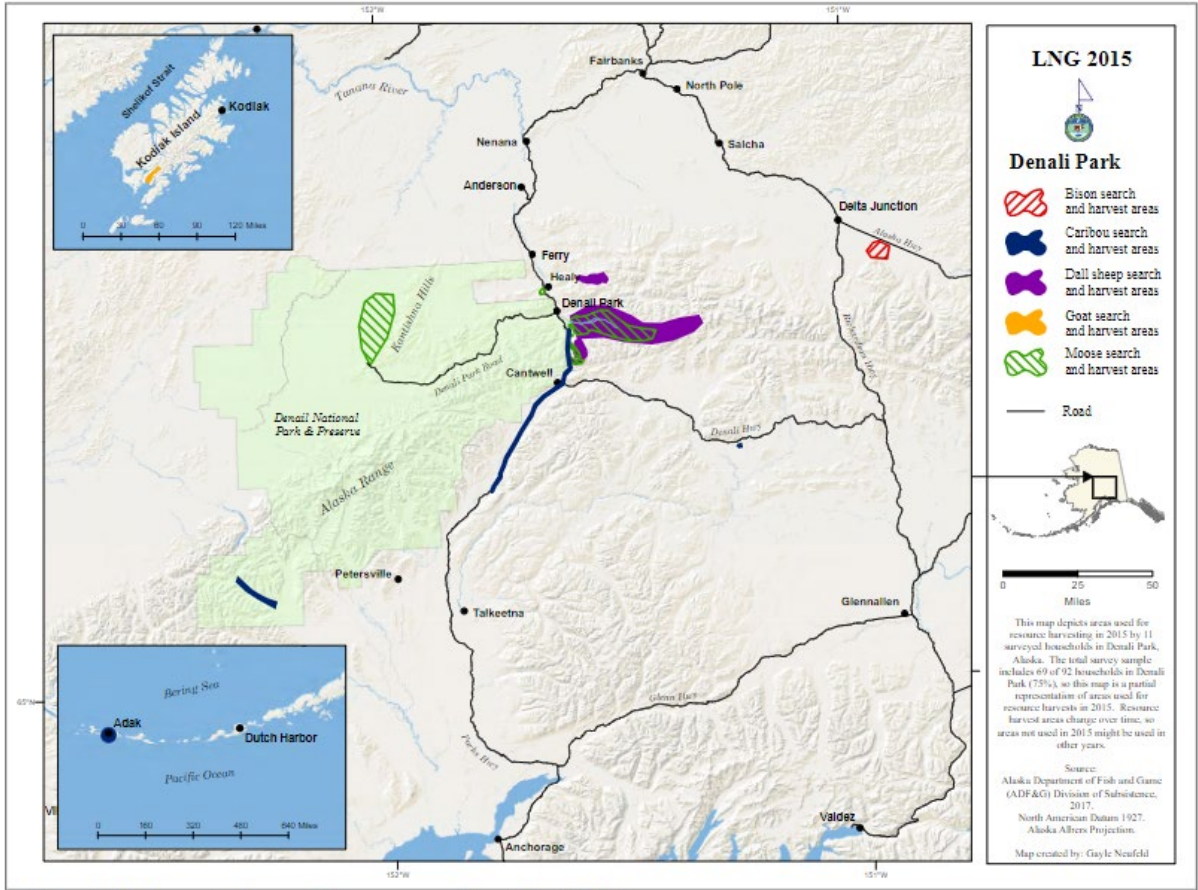 152°W
151°W
Shelikof Strait
Kodiak
Kodiak Island
0 30 60 90 120 Miles
Tanana River
Fairbanks
North Pole
Nenana
Salcha
Anderson
Delta Junction
Alaska Hwy
Ferry
Healy
Denali Park
Kantishna Hills
Richardson Hwy
Denali Park Road
Cantwell
Denail National
Park & Preserve
Denali Hwy
Alaska Range
Petersville
Talkeetna
Glennallen
Glenn Hwy
Parks Hwy
65°N
Bering Sea
Adak
Dutch Harbor
Pacific Ocean
0 160 320 480 640 Miles
Valdez
Anchorage
152°W
151°W
LNG 2015
Denali Park
Bison search
and harvest areas
Caribou search
and harvest areas
Dall sheep search
and harvest areas
Goat search
and harvest areas
Moose search
and harvest areas
Road
0 25 50
Miles
This map depicts areas used for
resource harvesting in 2015 by 11
surveyed households in Denali Park,
Alaska. The total survey sample
includes 69 of 92 households in Denali
Park (75%), so this map is a partial
representation of areas used for
resource harvests in 2015. Resource
harvest areas change over time, so
areas not used in 2015 might be used in
other years.
Source:
Alaska Department of Fish and Game
(ADF&G) Division of Subsistence,
2017.
North American Datum 1927.
Alaska Albers Projection.
Map created by: Gayle Neufeld